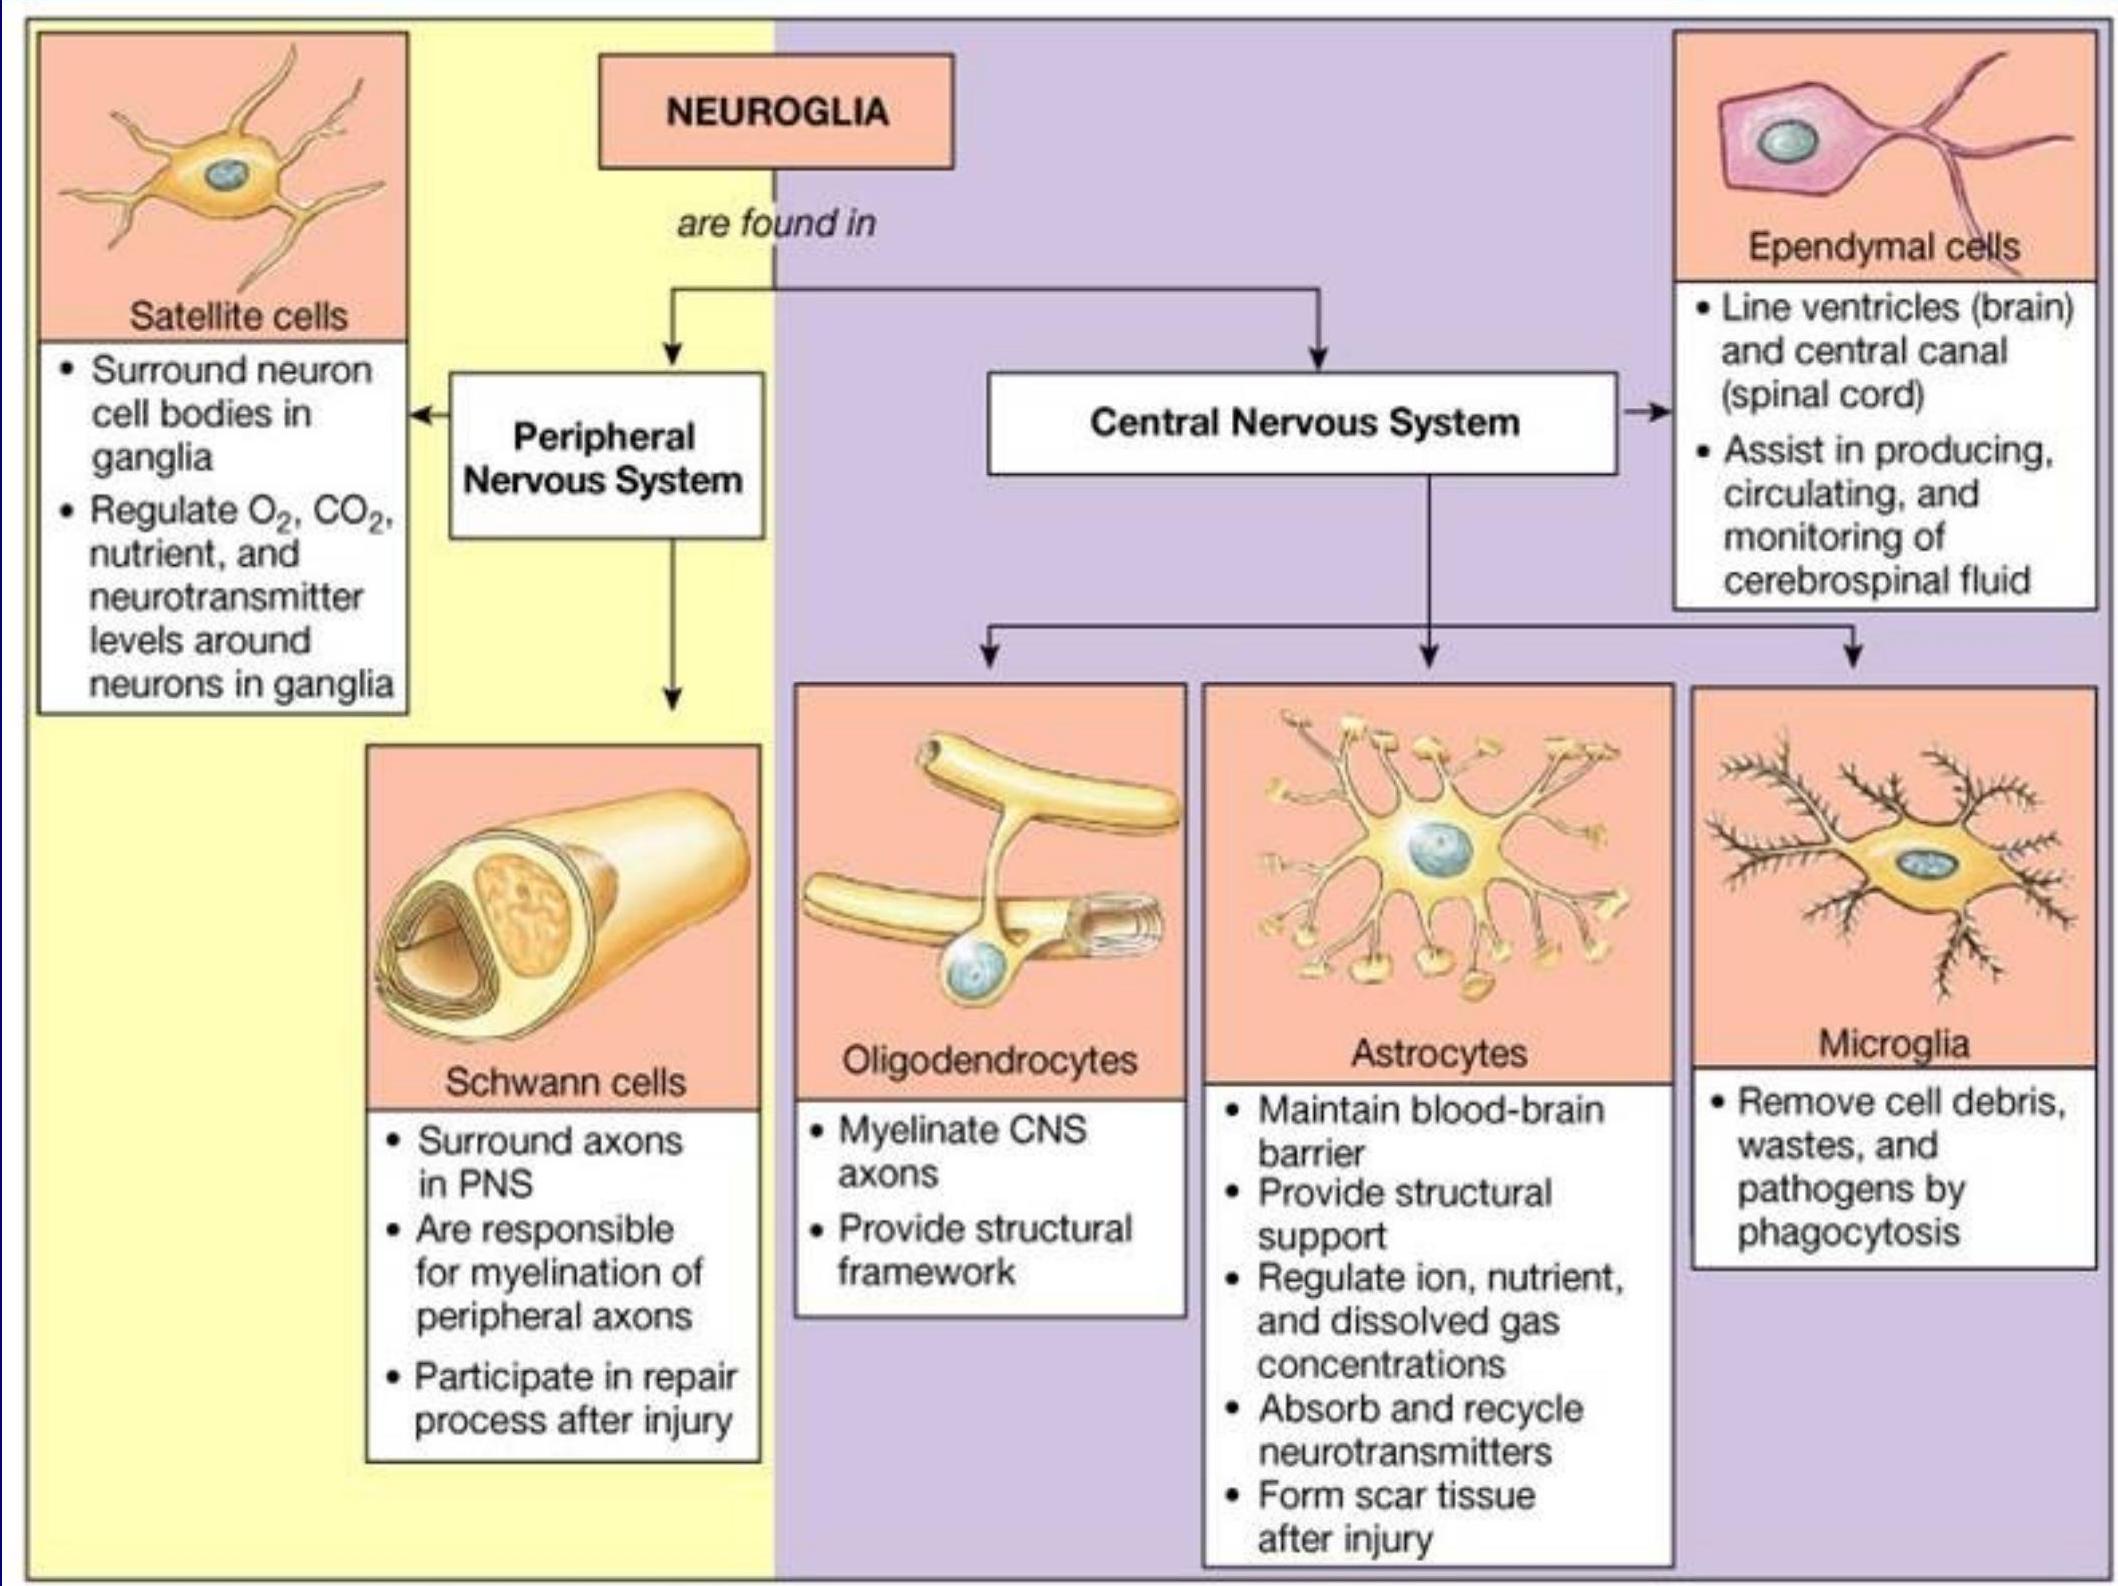 NEUROGLIA
are found in
Satellite cells
• Surround neuron
cell bodies in
ganglia
• Regulate O₂, CO₂,
nutrient, and
neurotransmitter
levels around
neurons in ganglia
Peripheral
Nervous System
Schwann cells
• Surround axons
in PNS
• Are responsible
for myelination of
peripheral axons
• Participate in repair
process after injury
Central Nervous System
Ependymal cells
• Line ventricles (brain)
and central canal
(spinal cord)
• Assist in producing,
circulating, and
monitoring of
cerebrospinal fluid
Oligodendrocytes
• Myelinate CNS
axons
• Provide structural
framework
Astrocytes
• Maintain blood-brain
barrier
• Provide structural
support
• Regulate ion, nutrient,
and dissolved gas
concentrations
• Absorb and recycle
neurotransmitters
• Form scar tissue
after injury
Microglia
• Remove cell debris,
wastes, and
pathogens by
phagocytosis